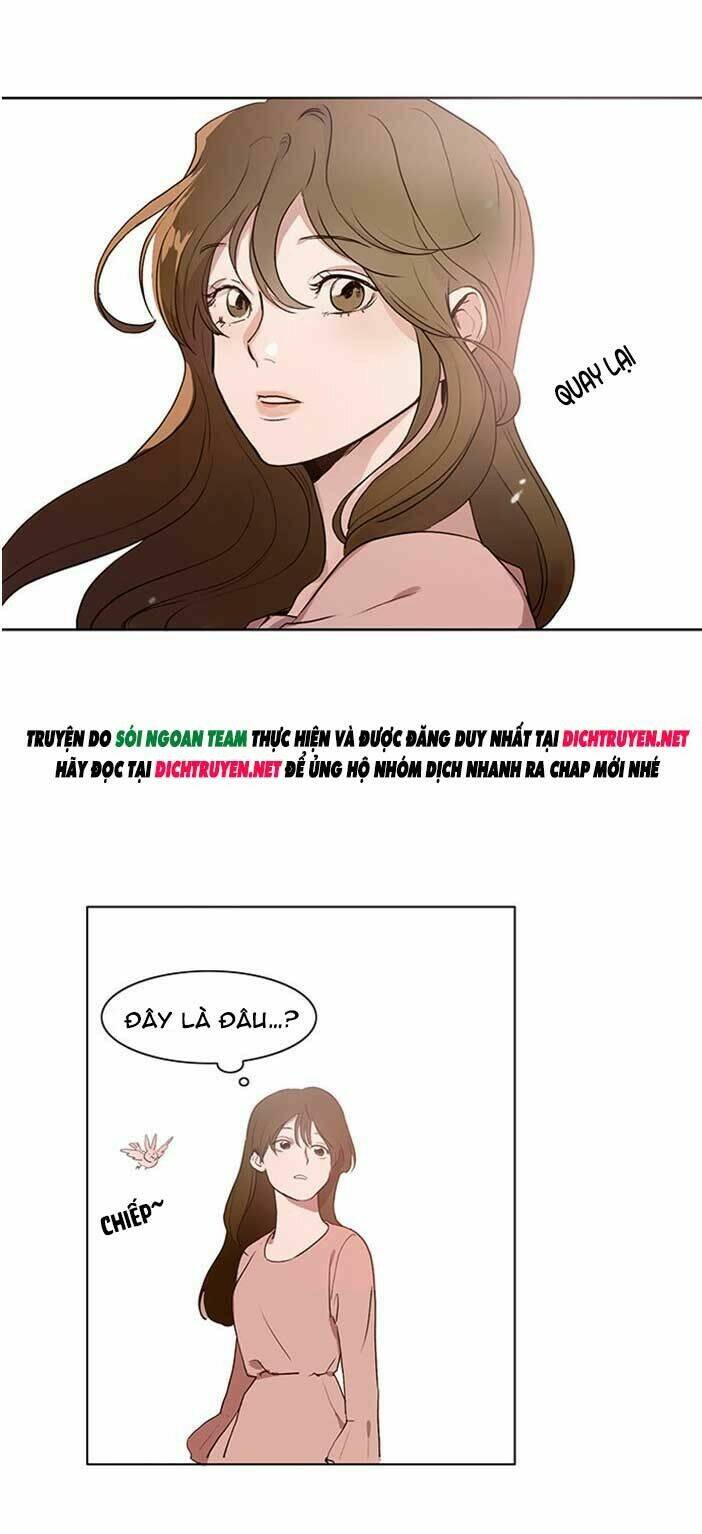 QUAY LẠI
TRUYỆN DO SÓI NGOAN TEAM THỰC HIỆN VÀ ĐƯỢC ĐĂNG DUY NHẤT TẠI DICHTRUYEN.NET
HÃY ĐỌC TẠI DICHTRUYEN.NET ĐỂ ỦNG HỘ NHÓM DỊCH NHANH RA CHAP MỚI NHÉ
ĐÂY LÀ ĐÂU...?
CHIẾP~